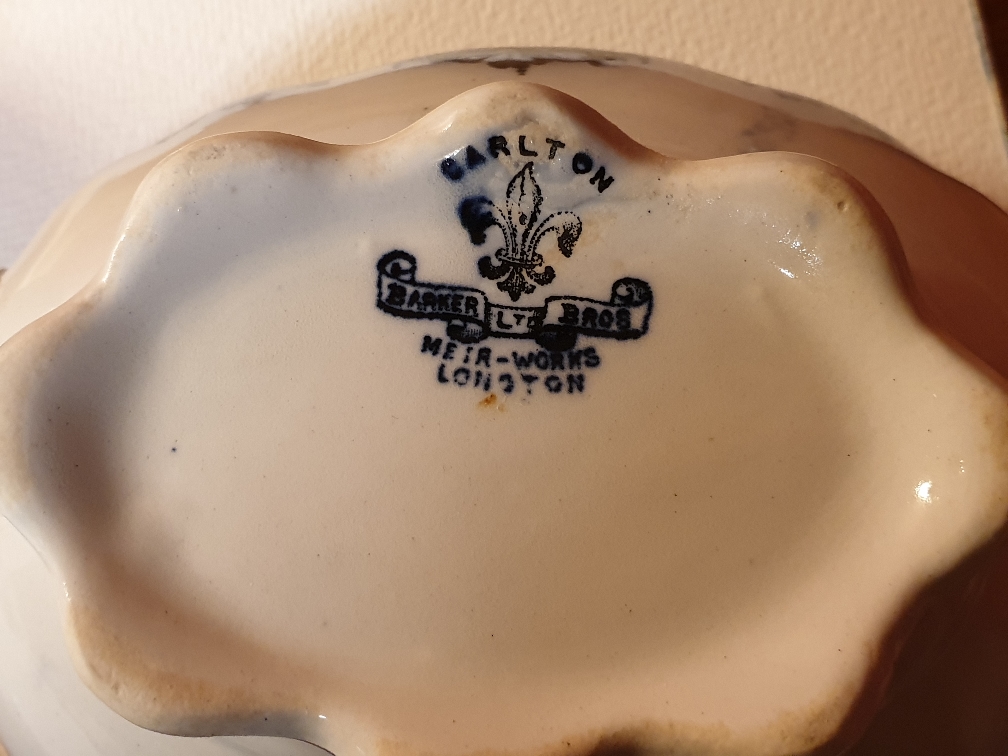 CARLTON
BARKER LTD BROS
MEIR-WORKS
LONGTON